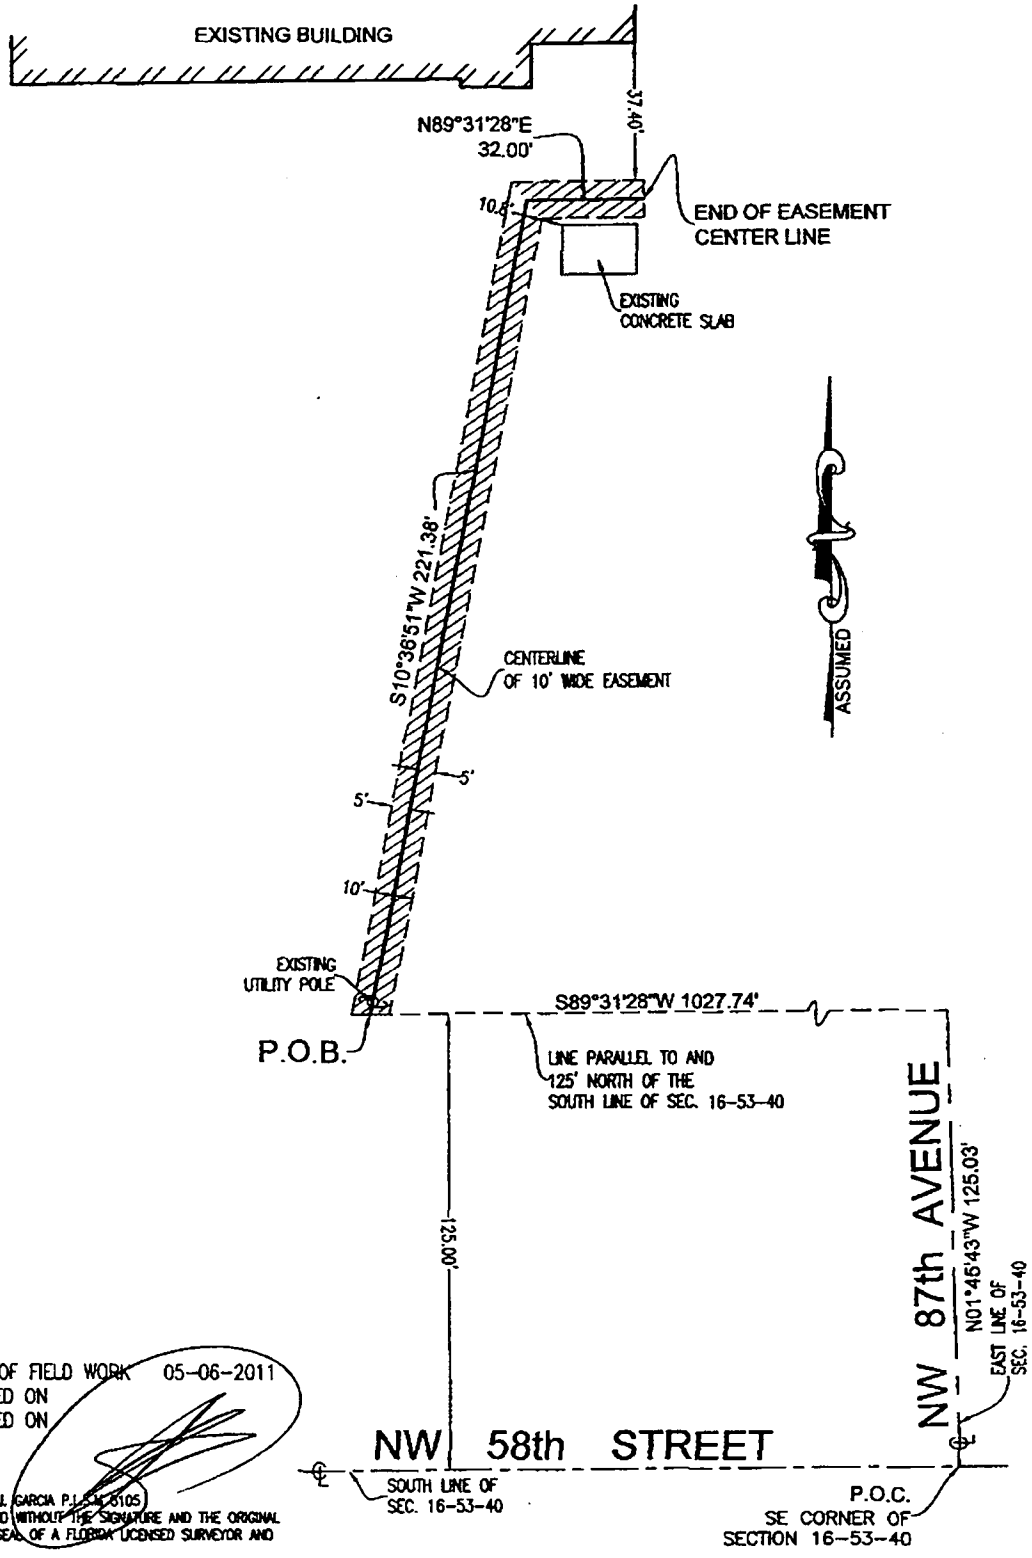 EXISTING BUILDING
37.40'
N89°31'28"E
32.00'
END OF EASEMENT
CENTER LINE
EXISTING
CONCRETE SLAB
S10°36'51"W 221.38'
CENTERLINE
OF 10' WIDE EASEMENT
ASSUMED
5'
5'
10'
EXISTING
UTILITY POLE
P.O.B.
S89°31'28"W 1027.74'
LINE PARALLEL TO AND
125' NORTH OF THE
SOUTH LINE OF SEC. 16-53-40
125.00'
NW 87th AVENUE
N01°45'43"W 125.03'
EAST LINE OF
SEC. 16-53-40
OF FIELD WORK 05-06-2011
ED ON
ED ON
NW 58th STREET
SOUTH LINE OF
SEC. 16-53-40
P.O.C.
SE CORNER OF
SECTION 16-53-40
GARCIA
WITHOUT THE SIGNATURE AND THE ORIGINAL
SEAL OF A FLORIDA LICENSED SURVEYOR AND